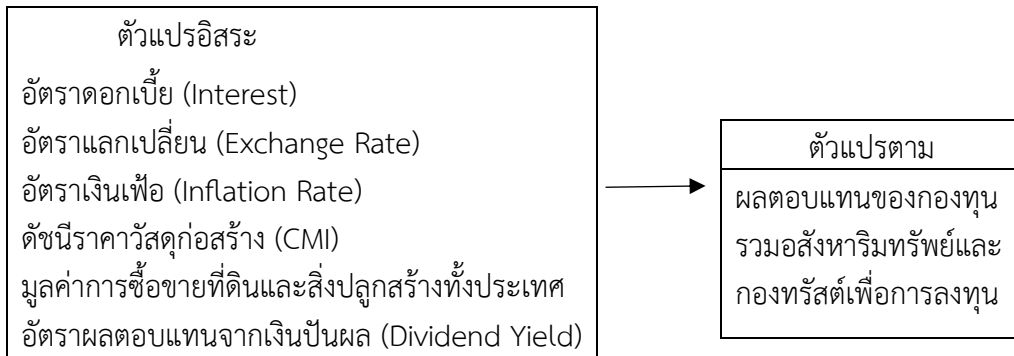 ตัวแปรอิสระ
อัตราดอกเบี้ย (Interest)
อัตราแลกเปลี่ยน (Exchange Rate)
อัตราเงินเฟ้อ (Inflation Rate)
ดัชนีราคาวัสดุก่อสร้าง (CMI)
มูลค่าการซื้อขายที่ดินและสิ่งปลูกสร้างทั้งประเทศ
อัตราผลตอบแทนจากเงินปันผล (Dividend Yield)
ตัวแปรตาม
ผลตอบแทนของกองทุน
รวมอสังหาริมทรัพย์และ
กองทรัสต์เพื่อการลงทุน